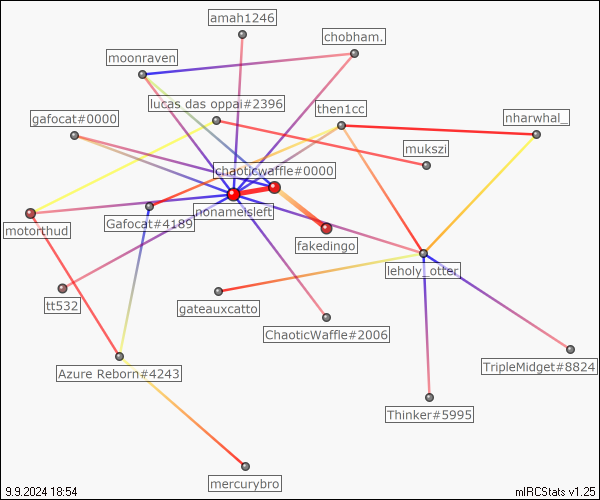 amah1246
chobham.
moonraven
lucas das oppai#2396
gafocat#0000
then1cc
nharwhal_
mukszi
chaoticwaffle#0000
nonameisleft
Gafocat#4189
motorthud
fakedingo
leholy_otter
tt532
gateauxcatto
ChaoticWaffle#2006
TripleMidget#8824
Azure Reborn#4243
Thinker#5995
mercurybro
9.9.2024 18:54
mIRCStats v1.25